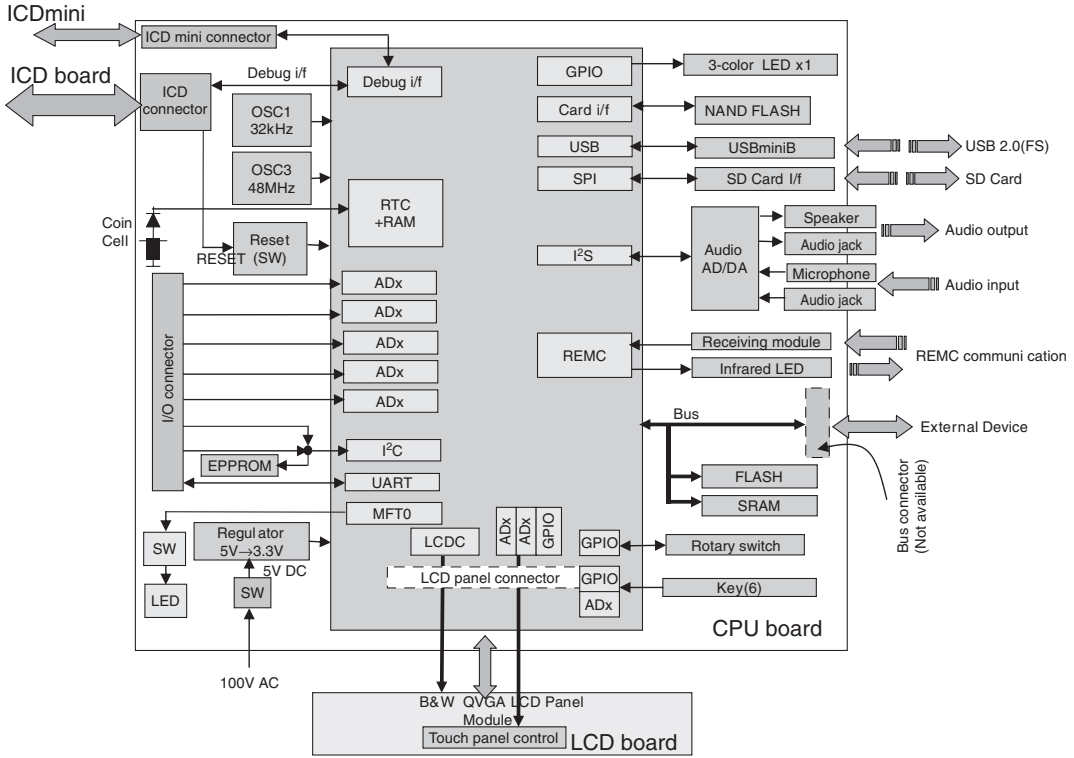 ICDmini
ICD mini connector
ICD board
Debug i/f
Debug i/f
ICD
connector
OSC1
32kHz
OSC3
48MHz
RTC
+RAM
Coin
Cell
RESET
Reset
(SW)
I/O connector
ADx
ADx
ADx
ADx
ADx
I2C
EPPROM
UART
MFT0
SW
LED
Regul ator
5V→3.3V
5V DC
SW
100V AC
LCDC
ADx
ADx
GPIO
LCD panel connector
GPIO
3-color LED x1
Card i/f
NAND FLASH
USB
USBminiB
USB 2.0(FS)
SPI
SD Card I/f
SD Card
I2S
Audio
AD/DA
Speaker
Audio jack
Audio output
Microphone
Audio jack
Audio input
REMC
Receiving module
Infrared LED
REMC communi cation
Bus
External Device
Bus connector
(Not available)
FLASH
SRAM
GPIO
Rotary switch
GPIO
ADx
Key(6)
CPU board
B&W QVGA LCD Panel
Module
Touch panel control
LCD board